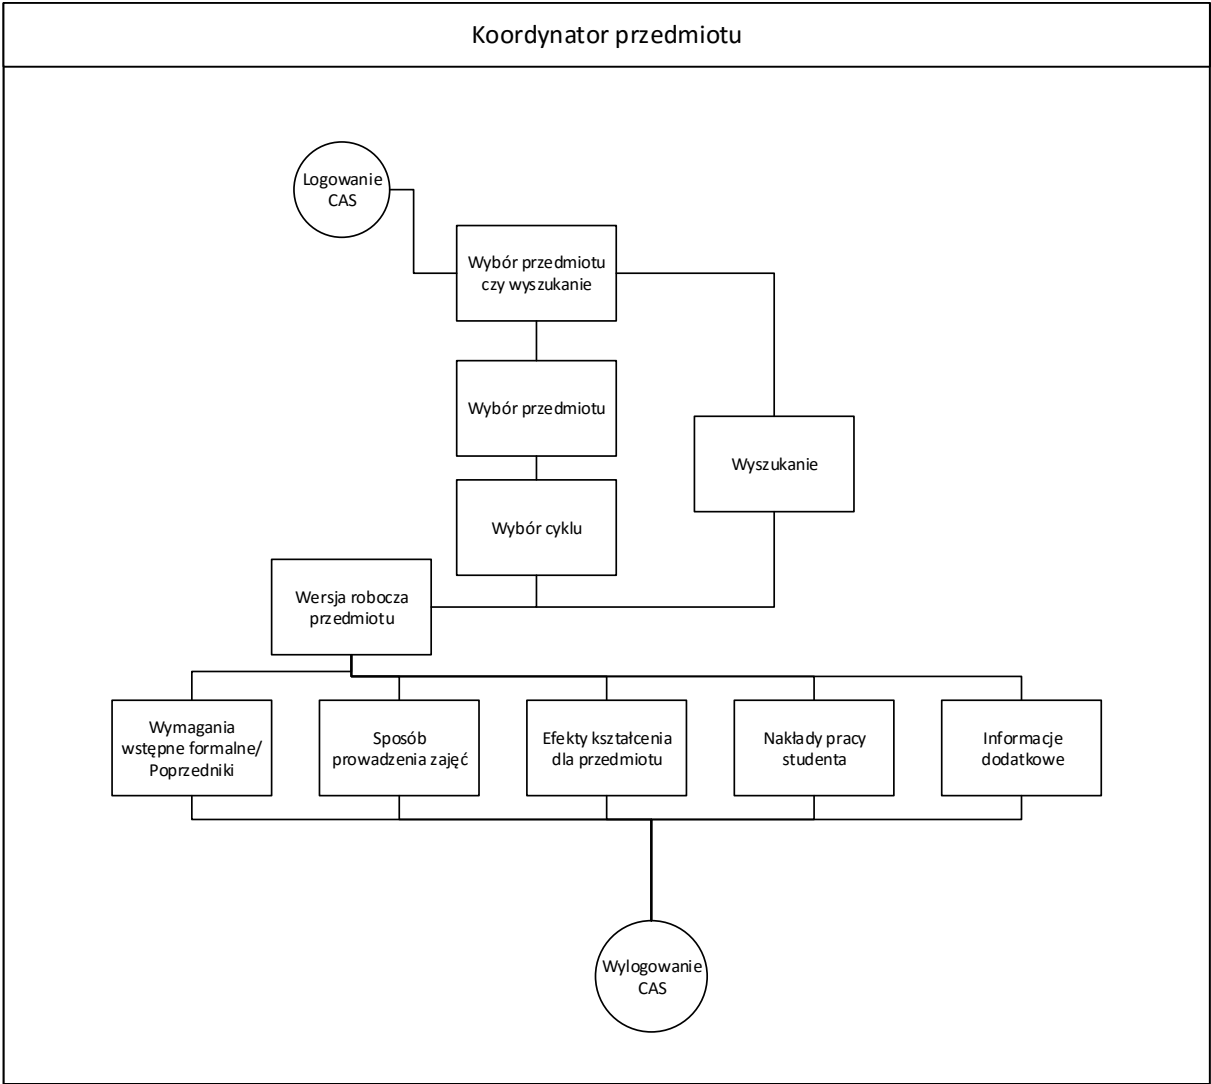 Koordynator przedmiotu
Logowanie
CAS
Wybór przedmiotu
czy wyszukanie
Wybór przedmiotu
Wyszukanie
Wybór cyklu
Wersja robocza
przedmiotu
Wymagania
wstępne formalne/
Poprzedniki
Sposób
prowadzenia zajęć
Efekty kształcenia
dla przedmiotu
Nakłady pracy
studenta
Informacje
dodatkowe
Wylogowanie
CAS